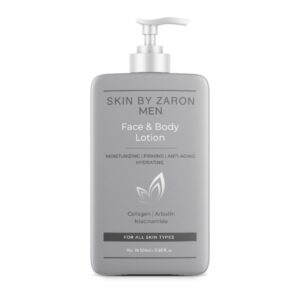 SKIN BY ZARON
MEN
Face & Body
Lotion
MOISTURIZING | FIRMING | ANTI-AGING
HYDRATING
Collagen | Arbutin
Niacinamide
FOR ALL SKIN TYPES